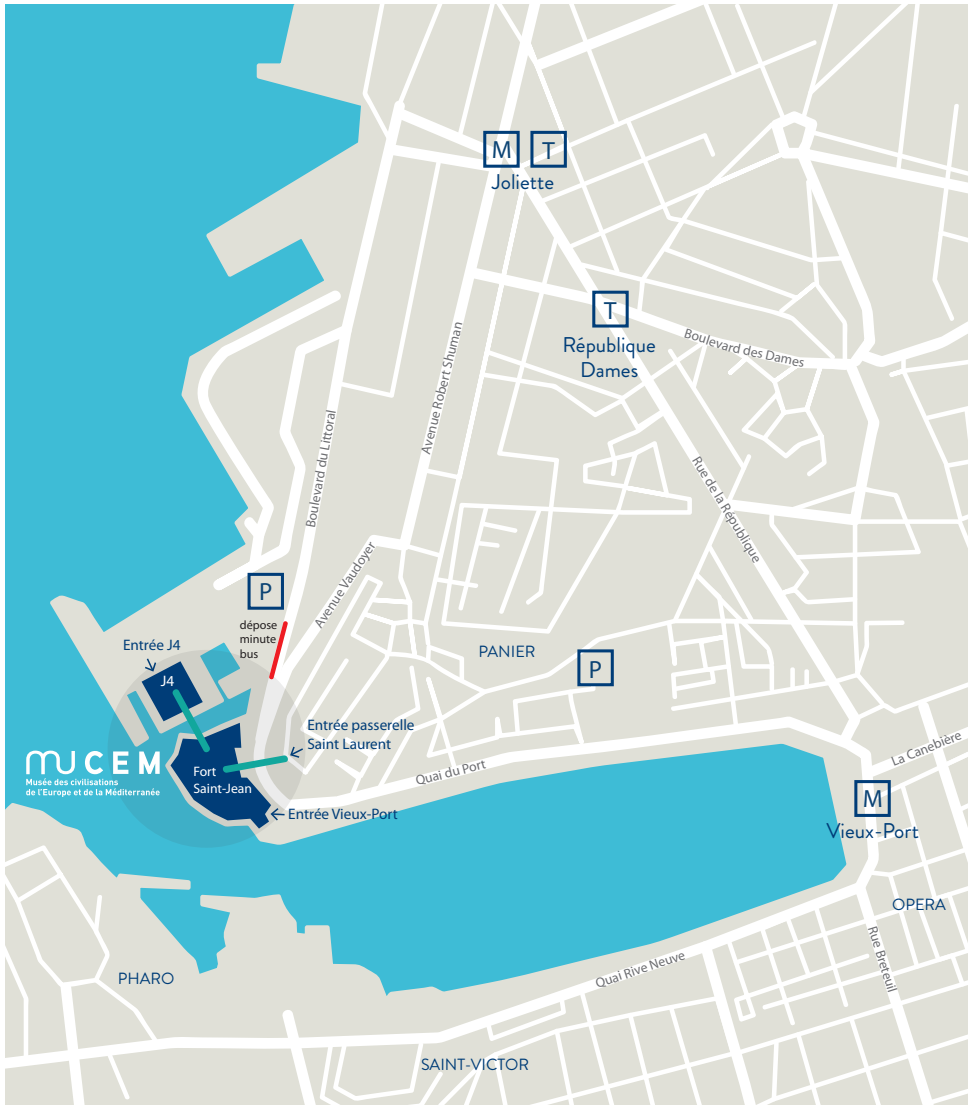 M
T
Joliette
T
République
Dames
Boulevard des Dames
Avenue Robert Shuman
Boulevard du Littoral
Rue de la République
Avenue Vaudoyer
P
dépose
minute
bus
PANIER
P
Entrée J4
J4
Entrée passerelle
Saint Laurent
MUCEM
Musée des civilisations
de l'Europe et de la Méditerranée
Fort
Saint-Jean
Entrée Vieux-Port
Quai du Port
La Canebière
M
Vieux-Port
OPERA
Rue Breteuil
Quai Rive Neuve
PHARO
SAINT-VICTOR